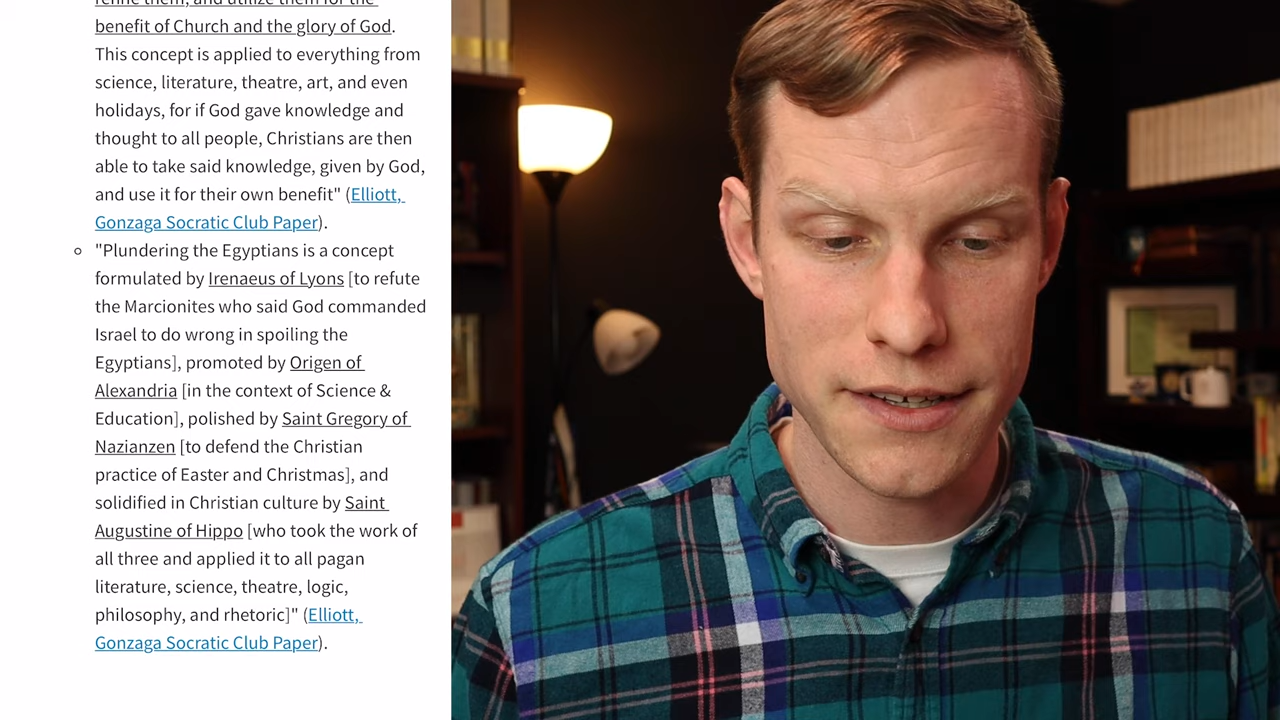 refine them, and utilize them for the
benefit of Church and the glory of God.
This concept is applied to everything from
science, literature, theatre, art, and even
holidays, for if God gave knowledge and
thought to all people, Christians are then
able to take said knowledge, given by God,
and use it for their own benefit" (Elliott,
Gonzaga Socratic Club Paper).
"Plundering the Egyptians is a concept
formulated by Irenaeus of Lyons [to refute
the Marcionites who said God commanded
Israel to do wrong in spoiling the
Egyptians], promoted by Origen of
Alexandria [in the context of Science &
Education], polished by Saint Gregory of
Nazianzen [to defend the Christian
practice of Easter and Christmas], and
solidified in Christian culture by Saint
Augustine of Hippo [who took the work of
all three and applied it to all pagan
literature, science, theatre, logic,
philosophy, and rhetoric]" (Elliott,
Gonzaga Socratic Club Paper).